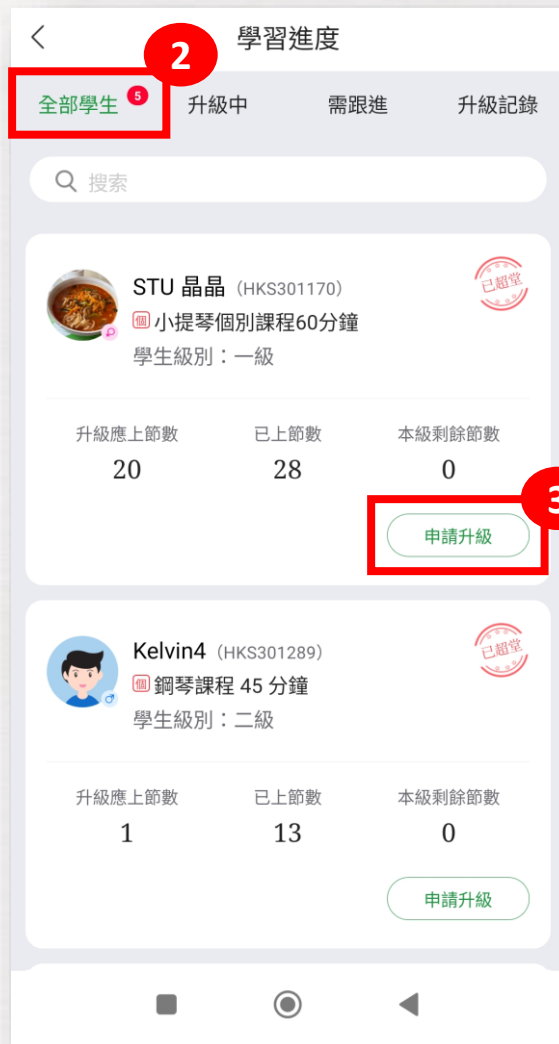 學習進度
2
全部學生 5 升級中 需跟進 升級記錄
搜索
STU 晶晶 (HKS301170)
已超堂
個 小提琴個別課程60分鐘
學生級別：一級
升級應上節數 已上節數 本級剩餘節數
20 28 0
3
申請升級
Kelvin4 (HKS301289)
已超堂
個 鋼琴課程 45 分鐘
學生級別：二級
升級應上節數 已上節數 本級剩餘節數
1 13 0
申請升級